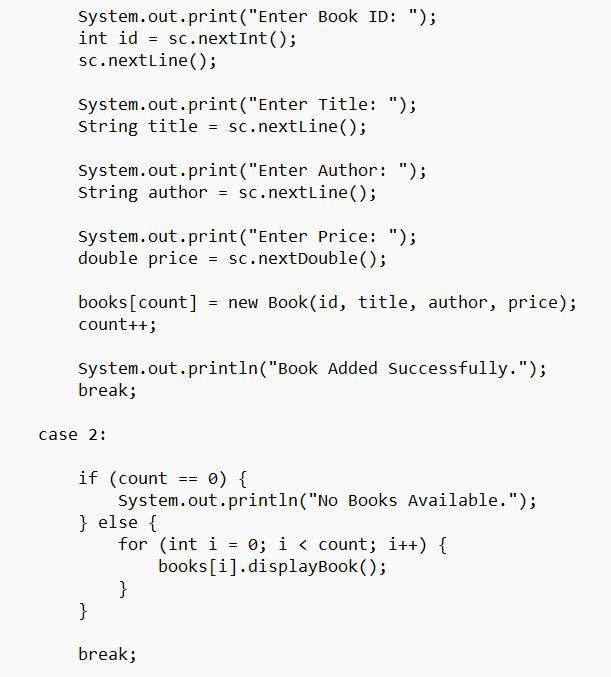 System.out.print("Enter Book ID: ");
int id = sc.nextInt();
sc.nextLine();
System.out.print("Enter Title: ");
String title = sc.nextLine();
System.out.print("Enter Author: ");
String author = sc.nextLine();
System.out.print("Enter Price: ");
double price = sc.nextDouble();
books[count] = new Book(id, title, author, price);
count++;
System.out.println("Book Added Successfully.");
break;
case 2:
if (count == 0) {
System.out.println("No Books Available.");
} else {
for (int i = 0; i < count; i++) {
books[i].displayBook();
}
}
break;